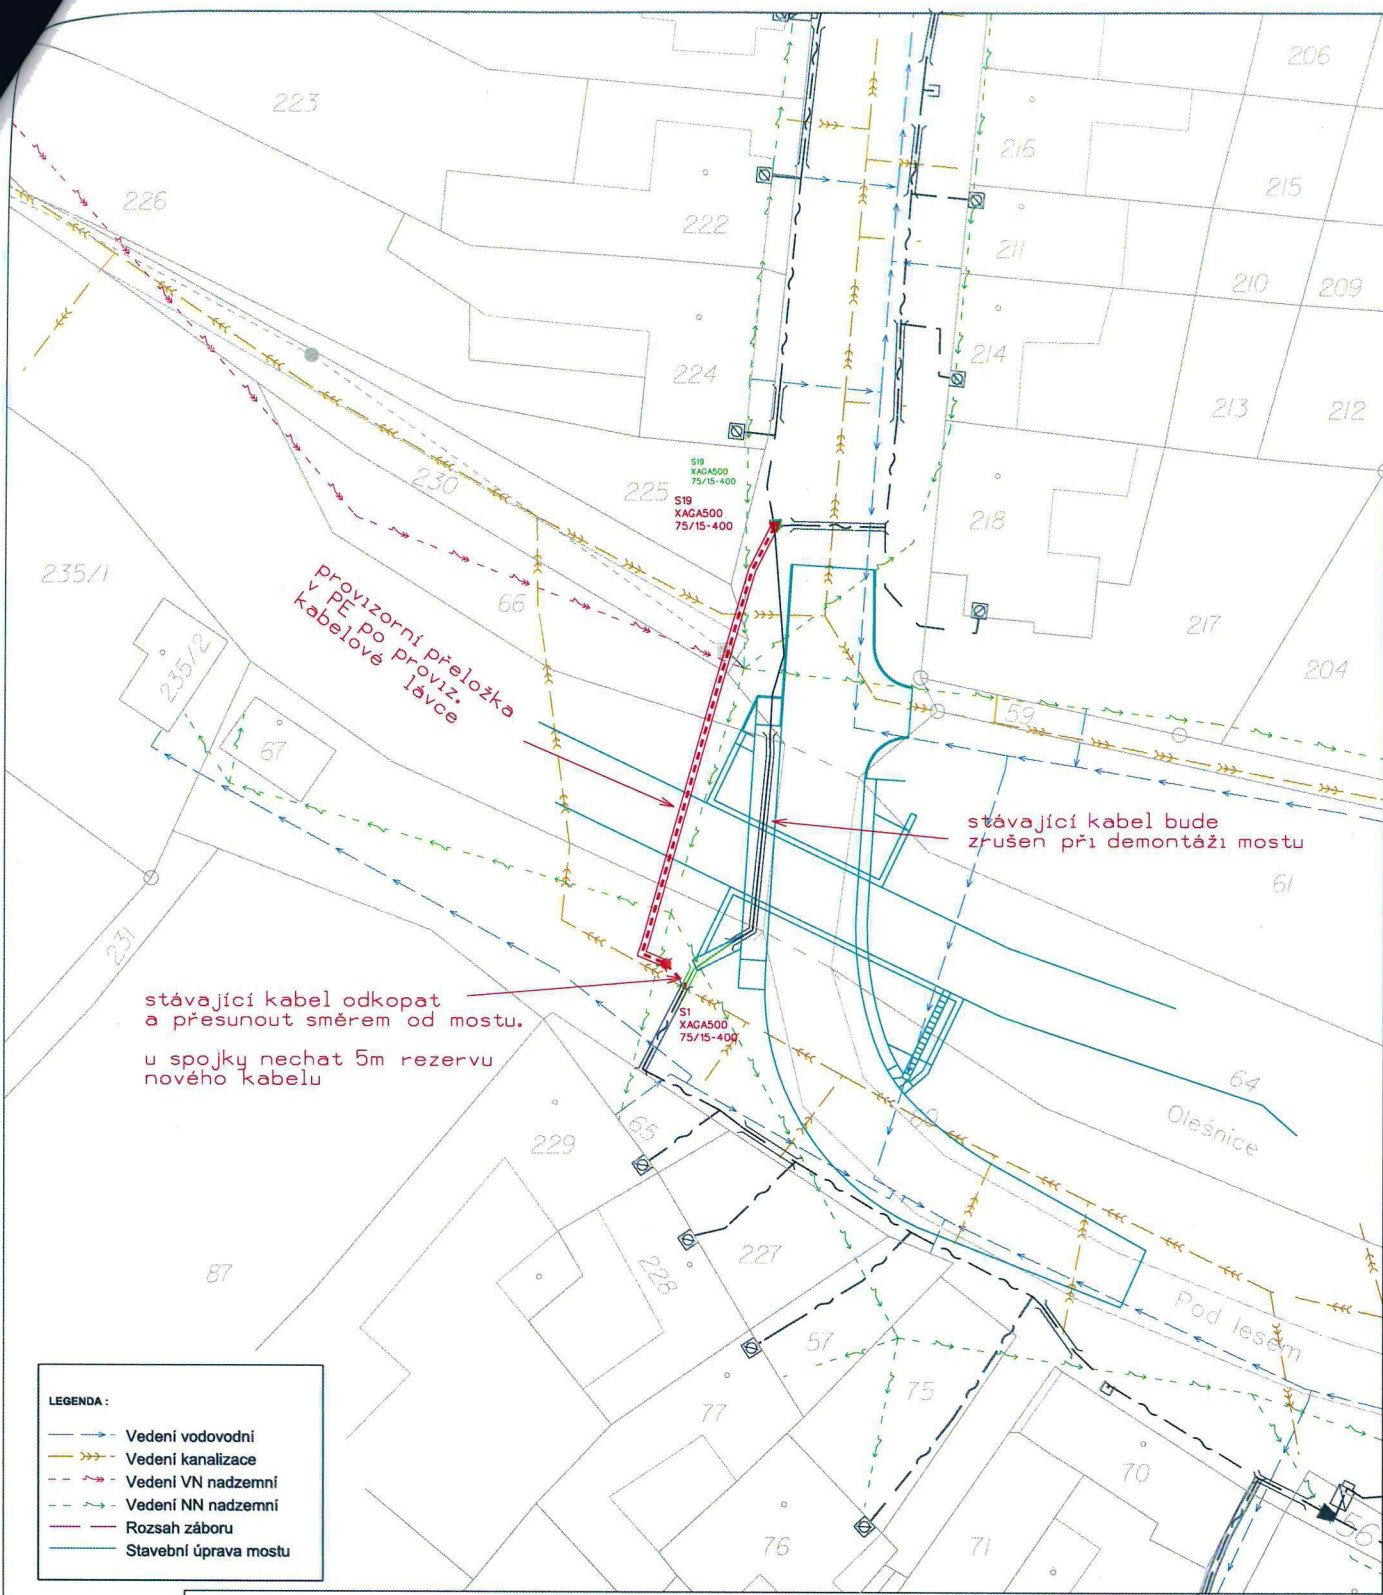 206
223
216
215
226
222
211
210
209
214
224
213
212
S19
XAGA500
75/15-400
230
225
S19
XAGA500
75/15-400
218
235/1
provizorní přeložka
v PE po proviz.
kabelové lávce
66
217
204
235/2
59
67
stávající kabel bude
zrušen při demontáži mostu
61
231
stávající kabel odkopat
a přesunout směrem od mostu.
u spojky nechat 5m rezervu
nového kabelu
S1
XAGA500
75/15-400
64
Olešnice
60
65
229
87
228
227
Pod lesem
57
75
77
70
76
71
56
LEGENDA :
Vedení vodovodní
Vedení kanalizace
Vedení VN nadzemní
Vedení NN nadzemní
Rozsah záboru
Stavební úprava mostu